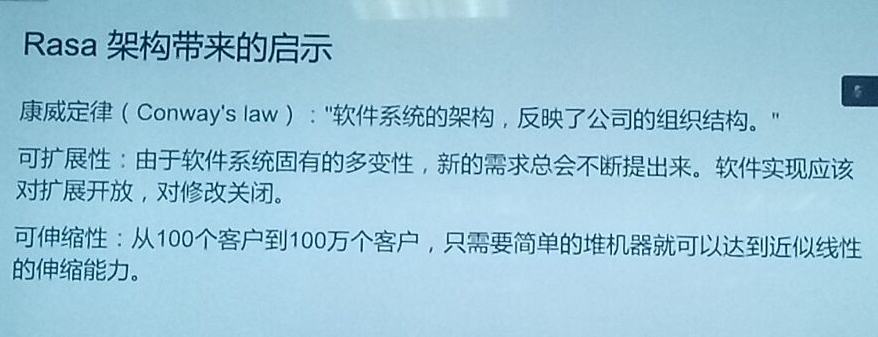 Rasa 架构带来的启示
康威定律（Conway's law）："软件系统的架构，反映了公司的组织结构。"
可扩展性：由于软件系统固有的多变性，新的需求总会不断提出来。软件实现应该
对扩展开放，对修改关闭。
可伸缩性：从100个客户到100万个客户，只需要简单的堆机器就可以达到近似线性
的伸缩能力。